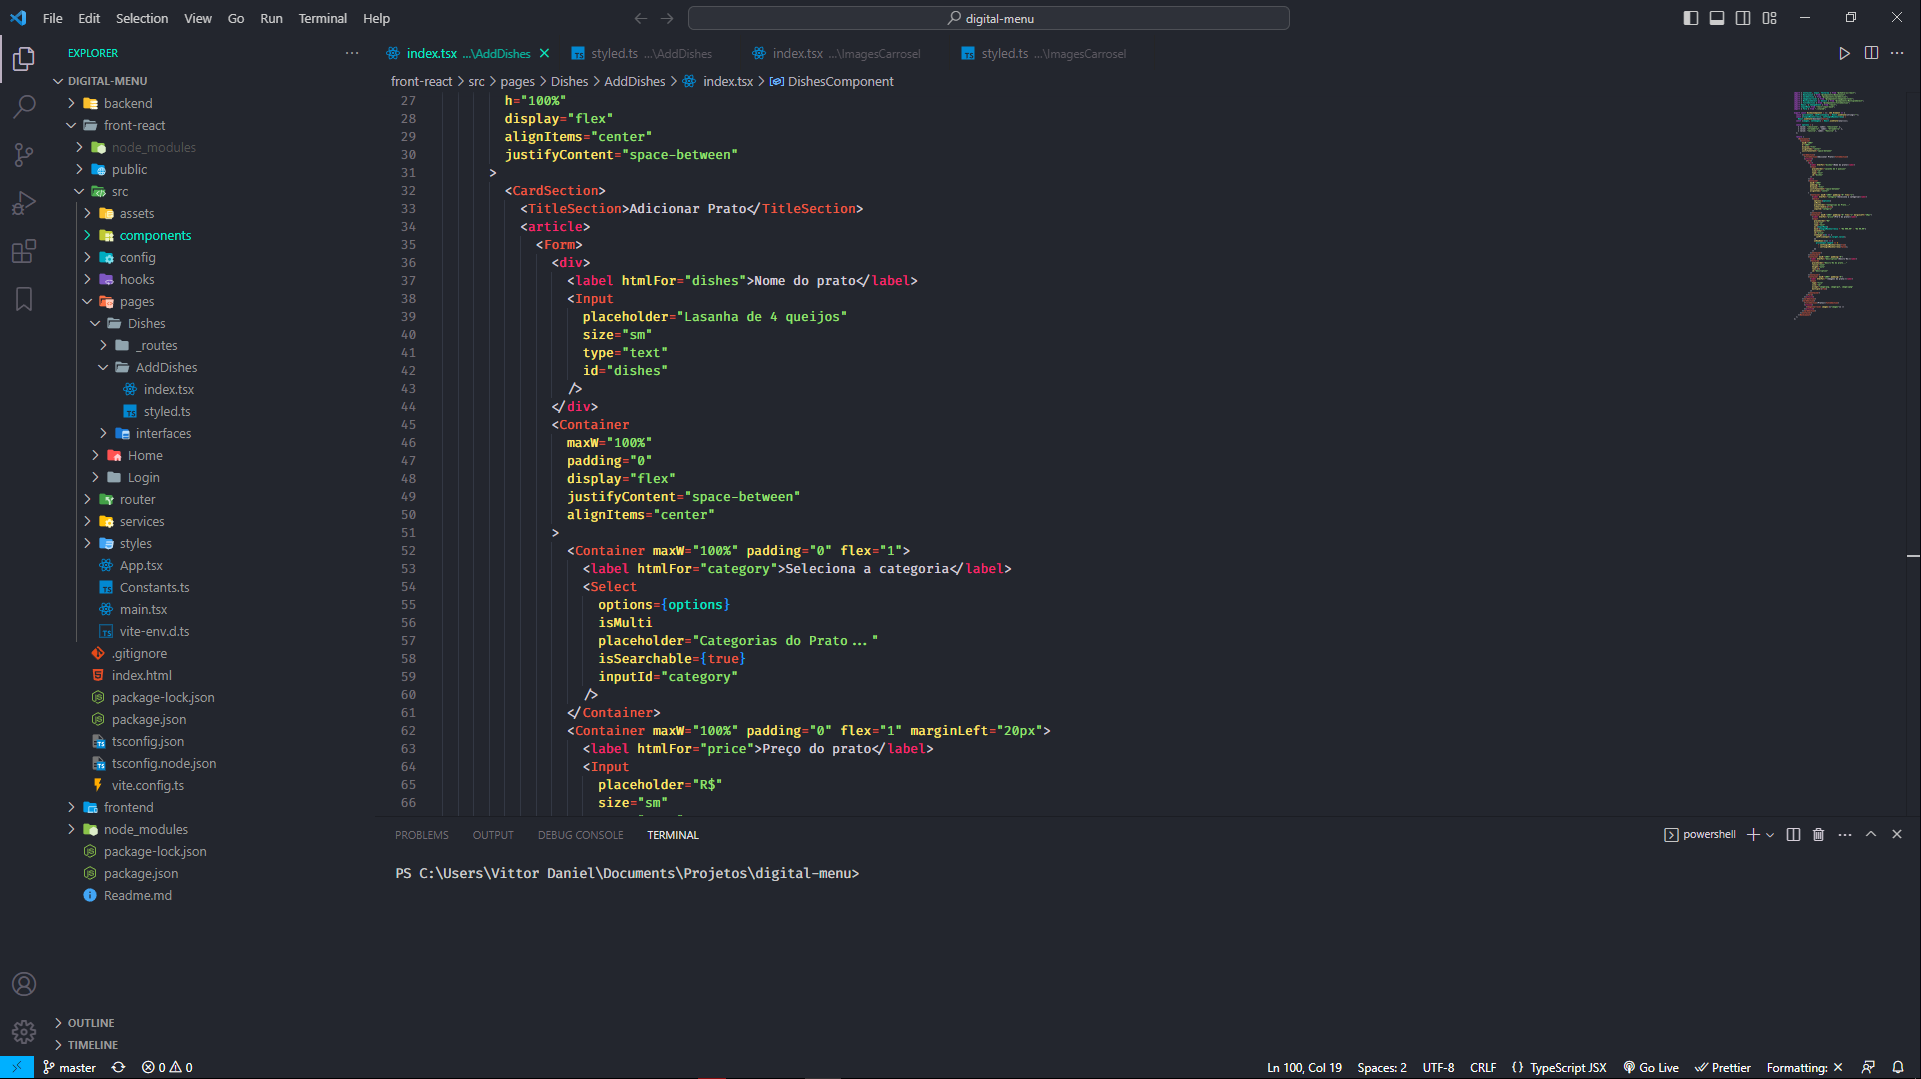 File Edit Selection View Go Run Terminal Help
digital-menu
EXPLORER
DIGITAL-MENU
backend
front-react
node_modules
public
src
assets
components
config
hooks
pages
Dishes
_routes
AddDishes
index.tsx
styled.ts
interfaces
Home
Login
router
services
styles
App.tsx
Constants.ts
main.tsx
vite-env.d.ts
.gitignore
index.html
package-lock.json
package.json
tsconfig.json
tsconfig.node.json
vite.config.ts
frontend
node_modules
package-lock.json
package.json
Readme.md
OUTLINE
TIMELINE
index.tsx ...\AddDishes styled.ts ...\AddDishes index.tsx ...\ImagesCarrosel styled.ts ...\ImagesCarrosel
front-react > src > pages > Dishes > AddDishes > index.tsx > DishesComponent
27 h="100%"
28 display="flex"
29 alignItems="center"
30 justifyContent="space-between"
31 >
32 <CardSection>
33 <TitleSection>Adicionar Prato</TitleSection>
34 <article>
35 <Form>
36 <div>
37 <label htmlFor="dishes">Nome do prato</label>
38 <Input
39 placeholder="Lasanha de 4 queijos"
40 size="sm"
41 type="text"
42 id="dishes"
43 />
44 </div>
45 <Container
46 maxW="100%"
47 padding="0"
48 display="flex"
49 justifyContent="space-between"
50 alignItems="center"
51 >
52 <Container maxW="100%" padding="0" flex="1">
53 <label htmlFor="category">Seleciona a categoria</label>
54 <Select
55 options={options}
56 isMulti
57 placeholder="Categorias do Prato..."
58 isSearchable={true}
59 inputId="category"
60 />
61 </Container>
62 <Container maxW="100%" padding="0" flex="1" marginLeft="20px">
63 <label htmlFor="price">Preço do prato</label>
64 <Input
65 placeholder="R$"
66 size="sm"
PROBLEMS OUTPUT DEBUG CONSOLE TERMINAL
powershell
PS C:\Users\Vittor Daniel\Documents\Projetos\digital-menu>
master 0 0 Ln 100, Col 19 Spaces: 2 UTF-8 CRLF {} TypeScript JSX Go Live Prettier Formatting: ✕